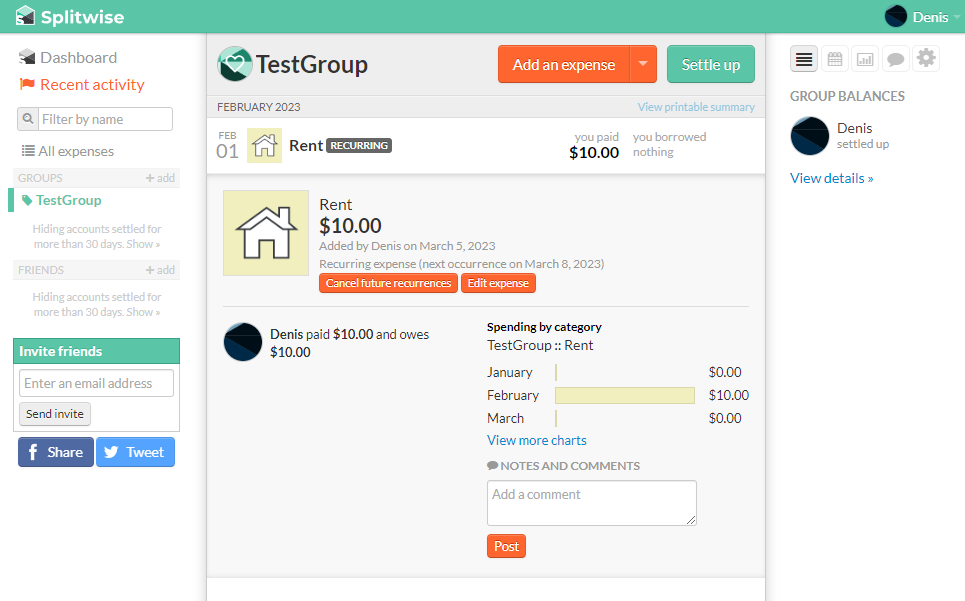 Splitwise
Denis
Dashboard
Recent activity
Filter by name
All expenses
GROUPS + add
TestGroup
Hiding accounts settled for
more than 30 days. Show »
FRIENDS + add
Hiding accounts settled for
more than 30 days. Show »
Invite friends
Enter an email address
Send invite
Share
Tweet
TestGroup
Add an expense
Settle up
FEBRUARY 2023
View printable summary
FEB
01
Rent RECURRING
you paid
$10.00
you borrowed
nothing
Rent
$10.00
Added by Denis on March 5, 2023
Recurring expense (next occurrence on March 8, 2023)
Cancel future recurrences
Edit expense
Denis paid $10.00 and owes
$10.00
Spending by category
TestGroup :: Rent
January $0.00
February $10.00
March $0.00
View more charts
NOTES AND COMMENTS
Add a comment
Post
GROUP BALANCES
Denis
settled up
View details »